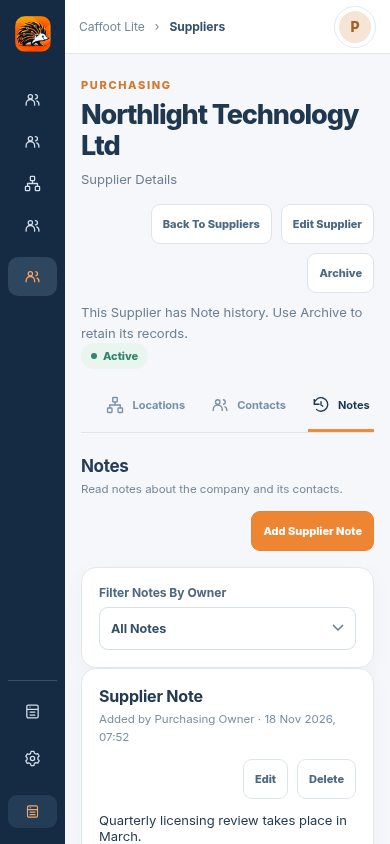 Caffoot Lite › Suppliers
P
PURCHASING
Northlight Technology
Ltd
Supplier Details
Back To Suppliers
Edit Supplier
Archive
This Supplier has Note history. Use Archive to
retain its records.
Active
Locations
Contacts
Notes
Notes
Read notes about the company and its contacts.
Add Supplier Note
Filter Notes By Owner
All Notes
Supplier Note
Added by Purchasing Owner · 18 Nov 2026,
07:52
Edit
Delete
Quarterly licensing review takes place in
March.